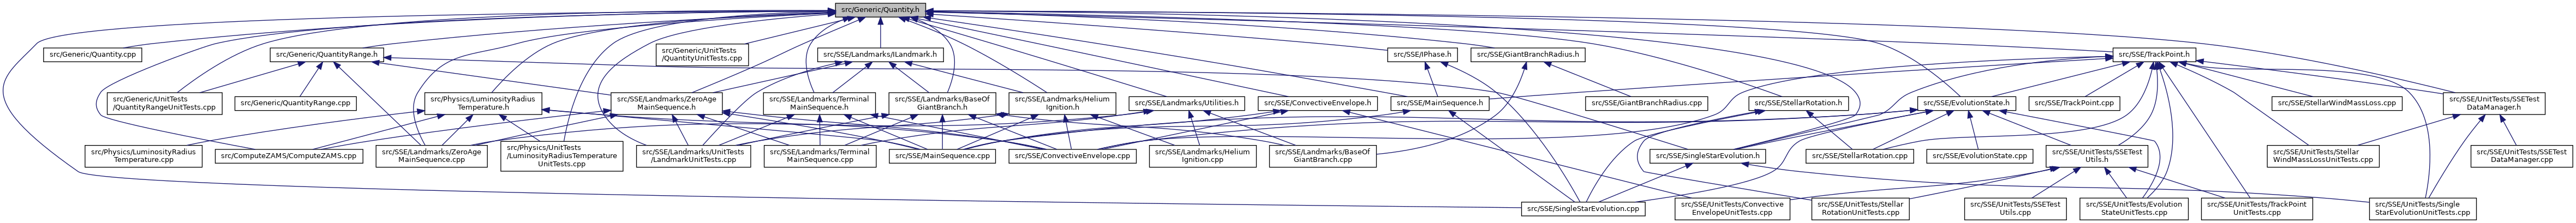 src/Generic/Quantity.h
src/Generic/Quantity.cpp
src/Generic/QuantityRange.h
src/Generic/UnitTests
/QuantityUnitTests.cpp
src/SSE/Landmarks/ILandmark.h
src/SSE/IPhase.h
src/SSE/GiantBranchRadius.h
src/SSE/TrackPoint.h
src/Generic/UnitTests
/QuantityRangeUnitTests.cpp
src/Generic/QuantityRange.cpp
src/Physics/LuminosityRadius
Temperature.h
src/SSE/Landmarks/ZeroAge
MainSequence.h
src/SSE/Landmarks/Terminal
MainSequence.h
src/SSE/Landmarks/BaseOf
GiantBranch.h
src/SSE/Landmarks/Helium
Ignition.h
src/SSE/Landmarks/Utilities.h
src/SSE/ConvectiveEnvelope.h
src/SSE/MainSequence.h
src/SSE/GiantBranchRadius.cpp
src/SSE/StellarRotation.h
src/SSE/EvolutionState.h
src/SSE/TrackPoint.cpp
src/SSE/StellarWindMassLoss.cpp
src/SSE/UnitTests/SSETest
DataManager.h
src/Physics/LuminosityRadius
Temperature.cpp
src/ComputeZAMS/ComputeZAMS.cpp
src/SSE/Landmarks/ZeroAge
MainSequence.cpp
src/Physics/UnitTests
/LuminosityRadiusTemperature
UnitTests.cpp
src/SSE/Landmarks/UnitTests
/LandmarkUnitTests.cpp
src/SSE/Landmarks/Terminal
MainSequence.cpp
src/SSE/MainSequence.cpp
src/SSE/ConvectiveEnvelope.cpp
src/SSE/Landmarks/Helium
Ignition.cpp
src/SSE/Landmarks/BaseOf
GiantBranch.cpp
src/SSE/SingleStarEvolution.h
src/SSE/StellarRotation.cpp
src/SSE/EvolutionState.cpp
src/SSE/UnitTests/SSETest
Utils.h
src/SSE/UnitTests/Stellar
WindMassLossUnitTests.cpp
src/SSE/UnitTests/SSETest
DataManager.cpp
src/SSE/SingleStarEvolution.cpp
src/SSE/UnitTests/Convective
EnvelopeUnitTests.cpp
src/SSE/UnitTests/Stellar
RotationUnitTests.cpp
src/SSE/UnitTests/SSETest
Utils.cpp
src/SSE/UnitTests/Evolution
StateUnitTests.cpp
src/SSE/UnitTests/TrackPoint
UnitTests.cpp
src/SSE/UnitTests/Single
StarEvolutionUnitTests.cpp